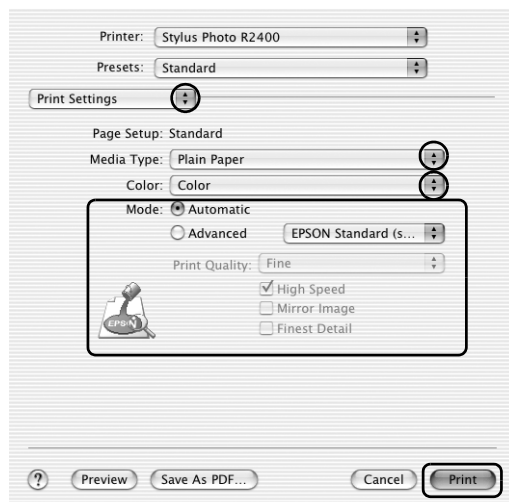 Printer: Stylus Photo R2400
Presets: Standard
Print Settings
Page Setup: Standard
Media Type: Plain Paper
Color: Color
Mode: Automatic
Advanced EPSON Standard (s...
Print Quality: Fine
High Speed
Mirror Image
Finest Detail
EPSON
? Preview Save As PDF... Cancel Print